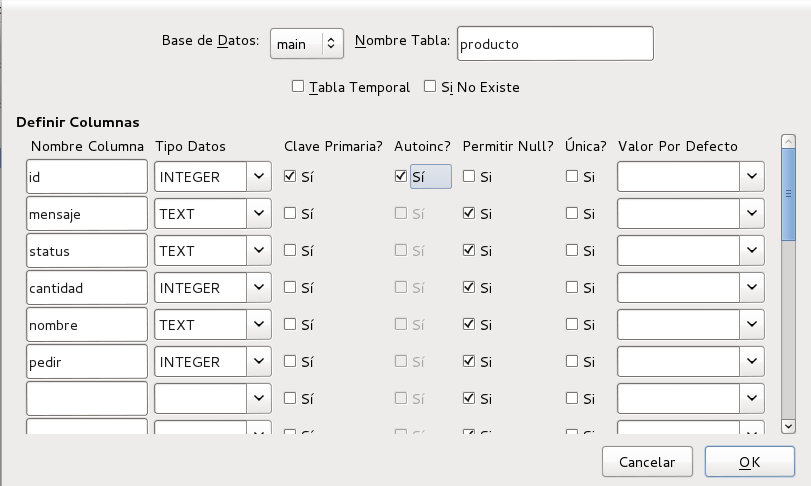 Base de Datos: main Nombre Tabla: producto
Tabla Temporal Si No Existe
Definir Columnas
Nombre Columna Tipo Datos Clave Primaria? Autoinc? Permitir Null? Única? Valor Por Defecto
id INTEGER Sí Sí Si Si
mensaje TEXT Sí Sí Si Si
status TEXT Sí Sí Si Si
cantidad INTEGER Sí Sí Si Si
nombre TEXT Sí Sí Si Si
pedir INTEGER Sí Sí Si Si
Sí Sí Si Si
Cancelar OK